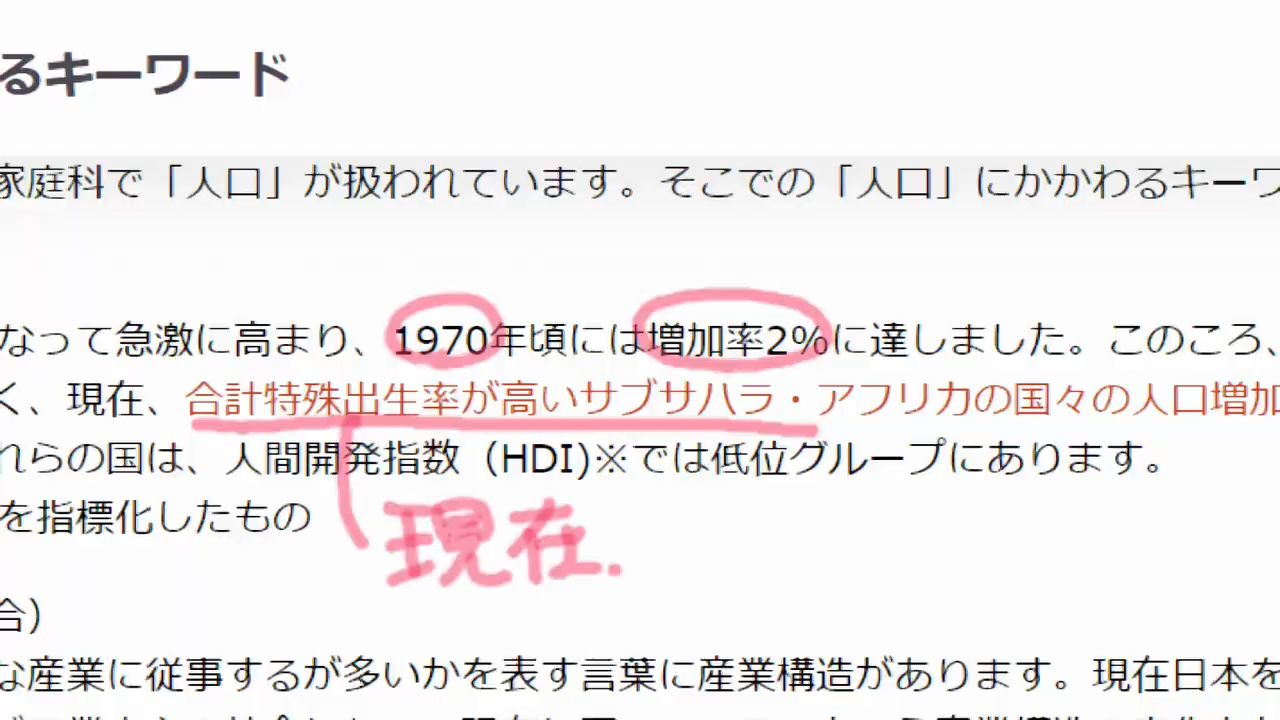 るキーワード
家庭科で「人口」が扱われています。そこでの「人口」にかかわるキーワ
なって急激に高まり、1970年頃には増加率2%に達しました。このころ、
く、現在、合計特殊出生率が高いサブサハラ・アフリカの国々の人口増加
れらの国は、人間開発指数（HDI)※では低位グループにあります。
を指標化したもの
現在.
合）
な産業に従事するが多いかを表す言葉に産業構造があります。現在日本を